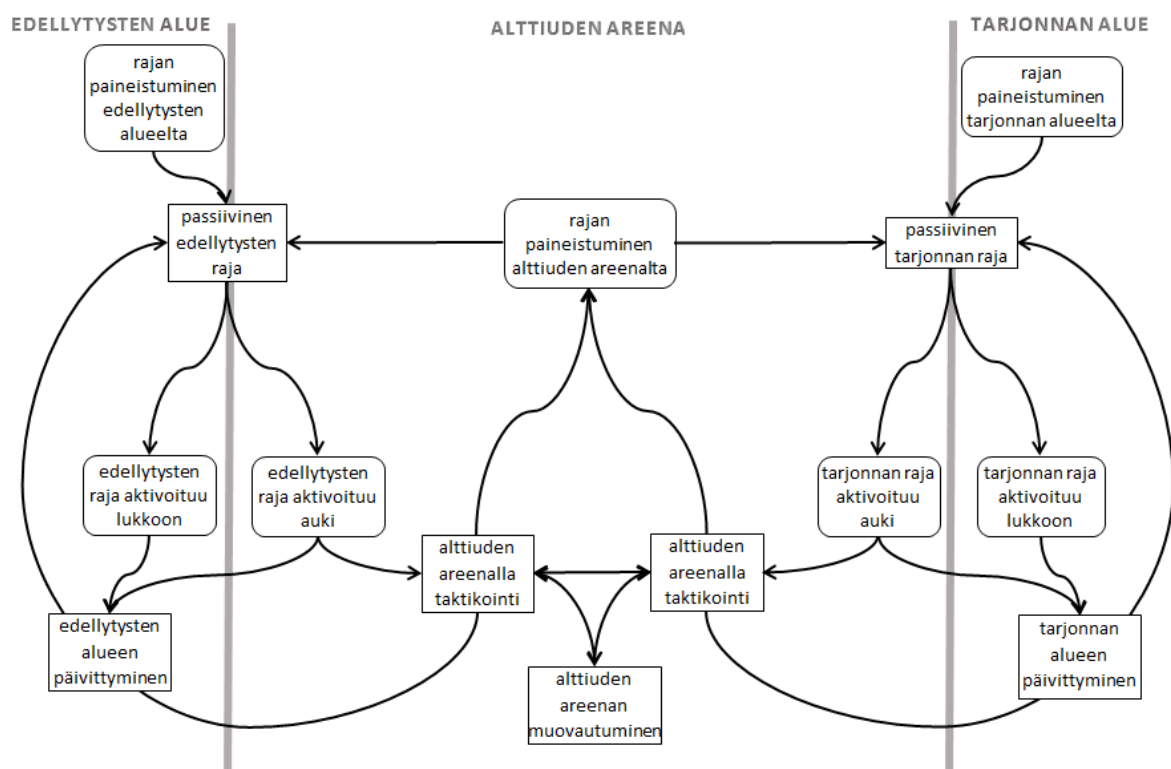 EDELLYTYSTEN ALUE
ALTTIUDEN AREENA
TARJONNAN ALUE
rajan
paineistuminen
edellytysten
alueelta
rajan
paineistuminen
tarjonnan alueelta
passiivinen
edellytysten
raja
rajan
paineistuminen
alttiuden areenalta
passiivinen
tarjonnan raja
edellytysten
raja aktivoituu
lukkoon
edellytysten
raja aktivoituu
auki
tarjonnan raja
aktivoituu
auki
tarjonnan raja
aktivoituu
lukkoon
alttiuden
areenalla
taktikointi
alttiuden
areenalla
taktikointi
edellytysten
alueen
päivittyminen
alttiuden
areenan
muovautuminen
tarjonnan
alueen
päivittyminen